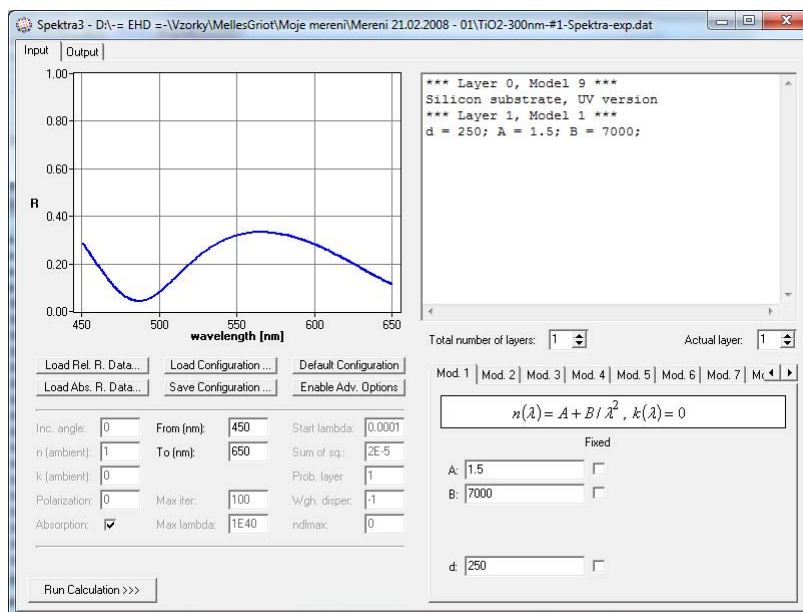 Spektra3 - D:\-= EHD =-\Vzorky\MellesGriot\Moje mereni\Mereni 21.02.2008 - 01\TiO2-300nm-#1-Spektra-exp.dat
Input Output
1.00
0.80
0.60
R
0.40
0.20
0.00
450 500 550 600 650
wavelength [nm]
*** Layer 0, Model 9 ***
Silicon substrate, UV version
*** Layer 1, Model 1 ***
d = 250; A = 1.5; B = 7000;
Total number of layers: 1 Actual layer: 1
Load Rel. R. Data... Load Configuration ... Default Configuration
Load Abs. R. Data... Save Configuration ... Enable Adv. Options
Inc. angle: 0 From (nm): 450 Start lambda: 0.0001
n (ambient): 1 To (nm): 650 Sum of sq.: 2E-5
k (ambient): 0 Prob. layer 1
Polarization: 0 Max iter: 100 Wgh. disper: -1
Absorption: Max lambda: 1E40 ndlmax: 0
Run Calculation >>>
Mod. 1 Mod. 2 Mod. 3 Mod. 4 Mod. 5 Mod. 6 Mod. 7
n(λ) = A + B / λ², k(λ) = 0
Fixed
A: 1.5
B: 7000
d: 250